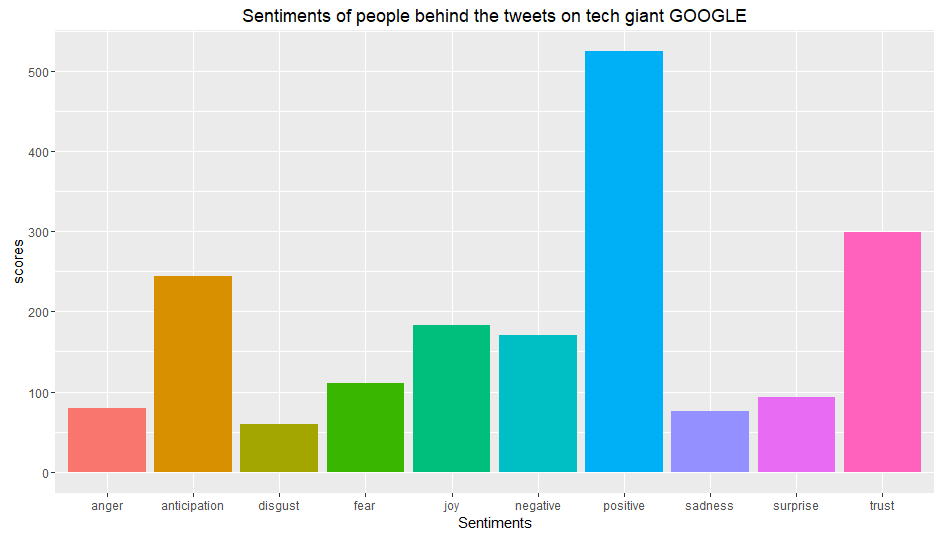 Sentiments of people behind the tweets on tech giant GOOGLE
scores
500
400
300
200
100
0
anger anticipation disgust fear joy negative positive sadness surprise trust
Sentiments